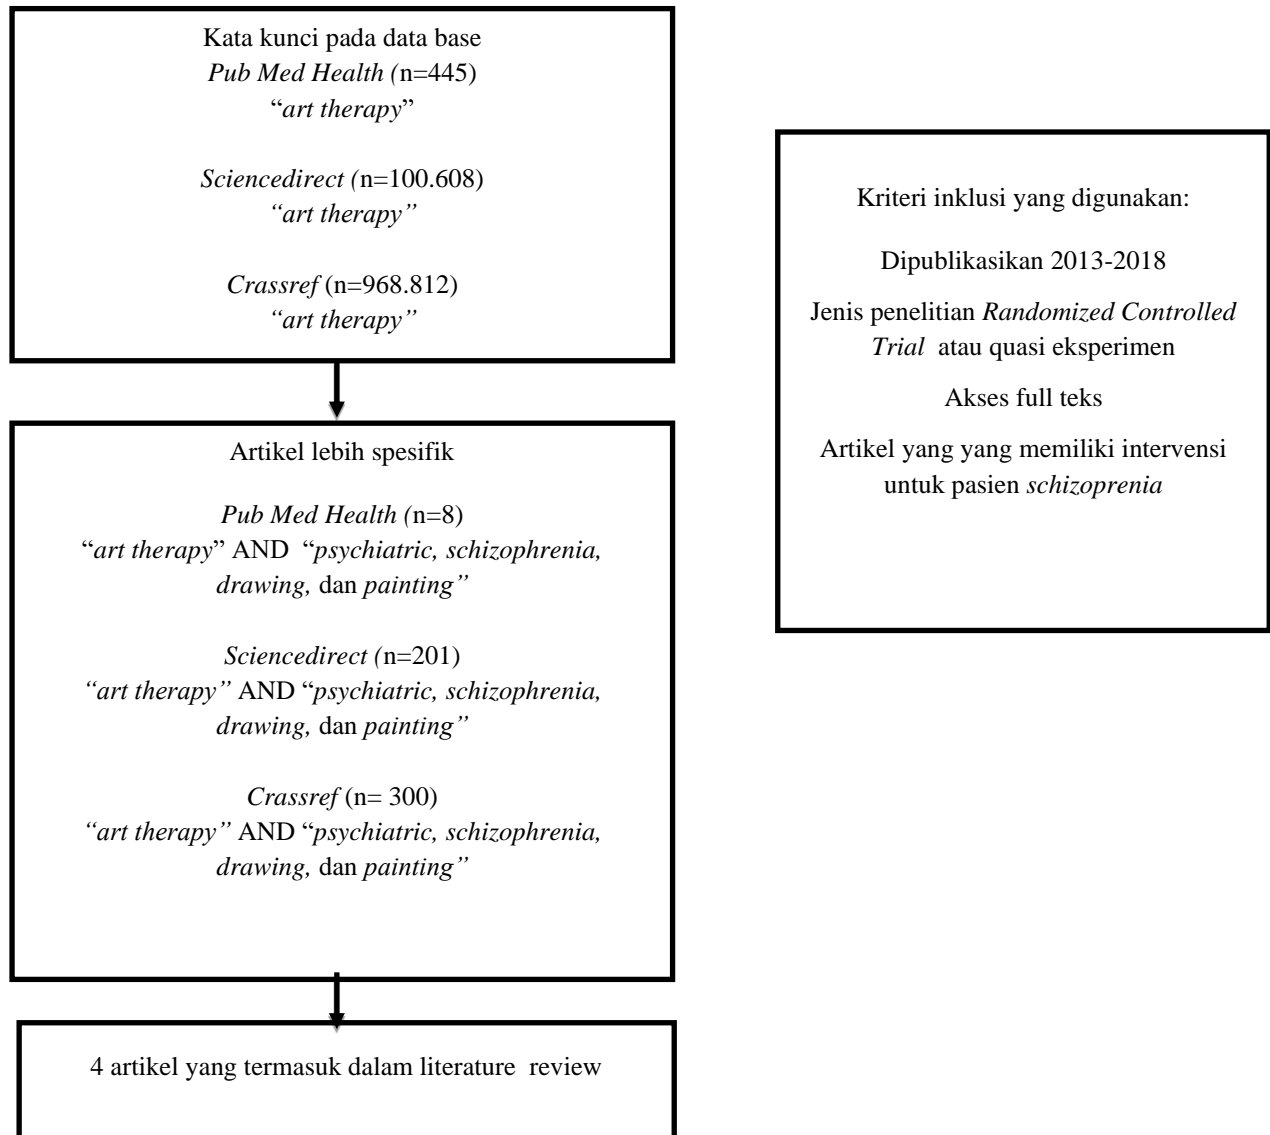 Kata kunci pada data base
Pub Med Health (n=445)
“art therapy”
Sciencedirect (n=100.608)
“art therapy”
Crassref (n=968.812)
“art therapy”
Artikel lebih spesifik
Pub Med Health (n=8)
“art therapy” AND “psychiatric, schizophrenia,
drawing, dan painting”
Sciencedirect (n=201)
“art therapy” AND “psychiatric, schizophrenia,
drawing, dan painting”
Crassref (n= 300)
“art therapy” AND “psychiatric, schizophrenia,
drawing, dan painting”
4 artikel yang termasuk dalam literature review
Kriteri inklusi yang digunakan:
Dipublikasikan 2013-2018
Jenis penelitian Randomized Controlled
Trial atau quasi eksperimen
Akses full teks
Artikel yang yang memiliki intervensi
untuk pasien schizoprenia